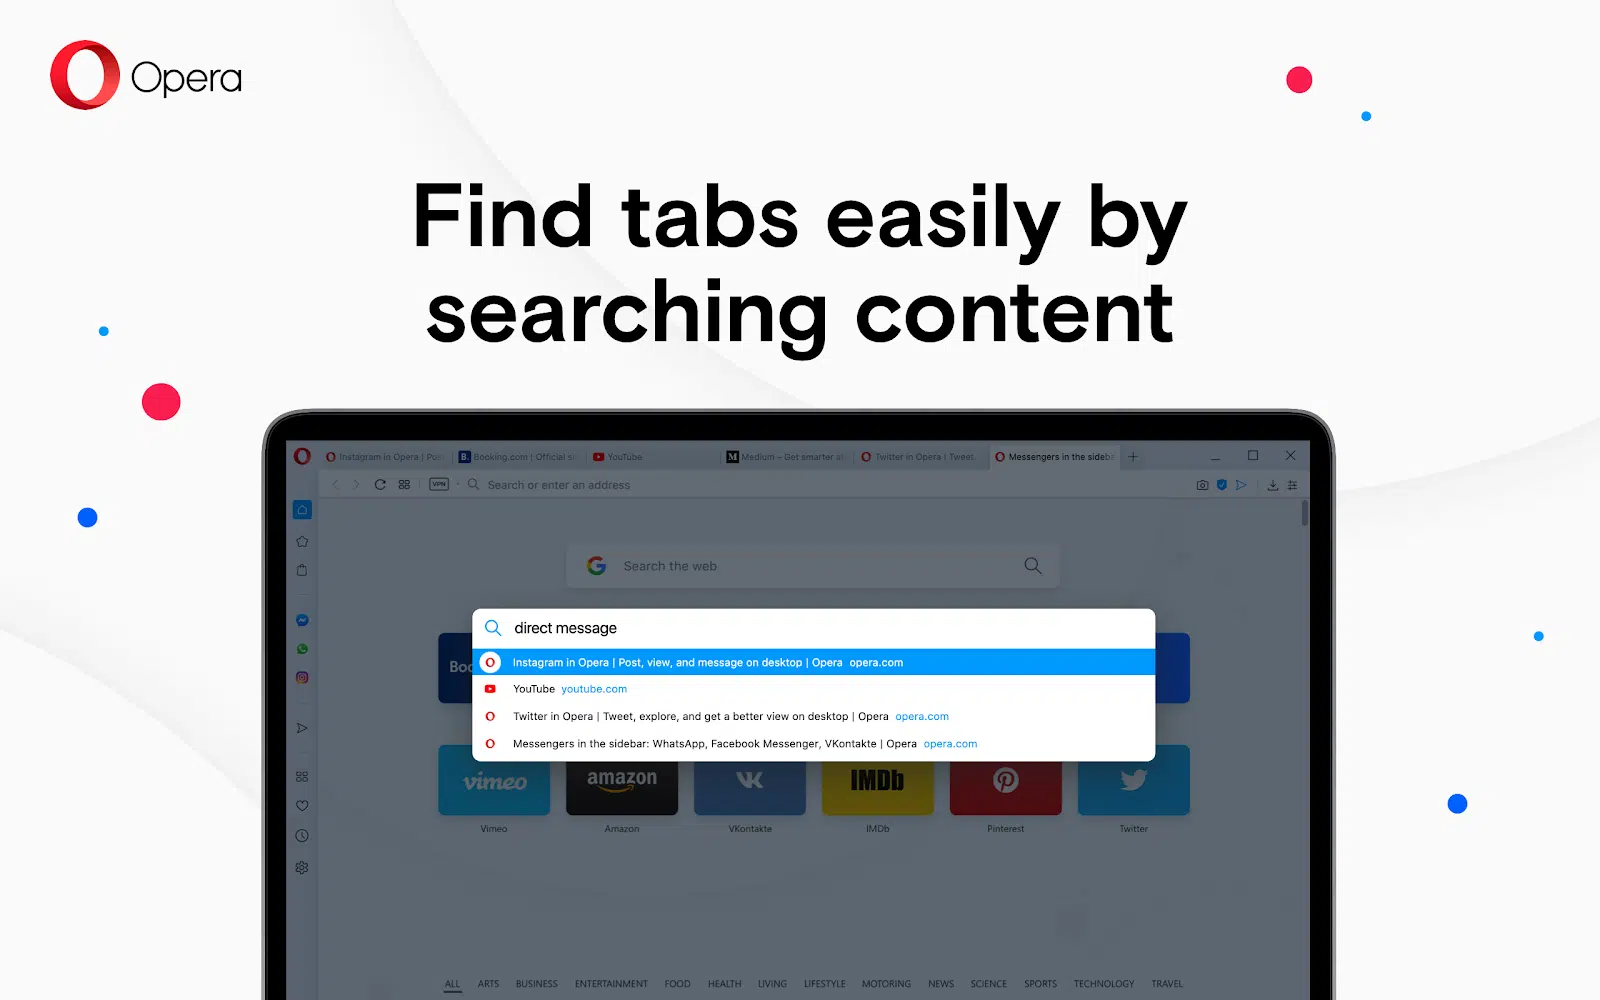 Opera
Find tabs easily by
searching content
Instagram in Opera | Pos
B. Booking.com | Official si
YouTube
M Medium – Get smarter a
Twitter in Opera | Tweet,
Messengers in the sideba
VPN
Search or enter an address
G Search the web
direct message
Instagram in Opera | Post, view, and message on desktop | Opera opera.com
YouTube youtube.com
Twitter in Opera | Tweet, explore, and get a better view on desktop | Opera opera.com
Messengers in the sidebar: WhatsApp, Facebook Messenger, VKontakte | Opera opera.com
Boo
vimeo
amazon
VK
IMDb
Vimeo
Amazon
VKontakte
IMDb
Pinterest
Twitter
ALL ARTS BUSINESS ENTERTAINMENT FOOD HEALTH LIVING LIFESTYLE MOTORING NEWS SCIENCE SPORTS TECHNOLOGY TRAVEL